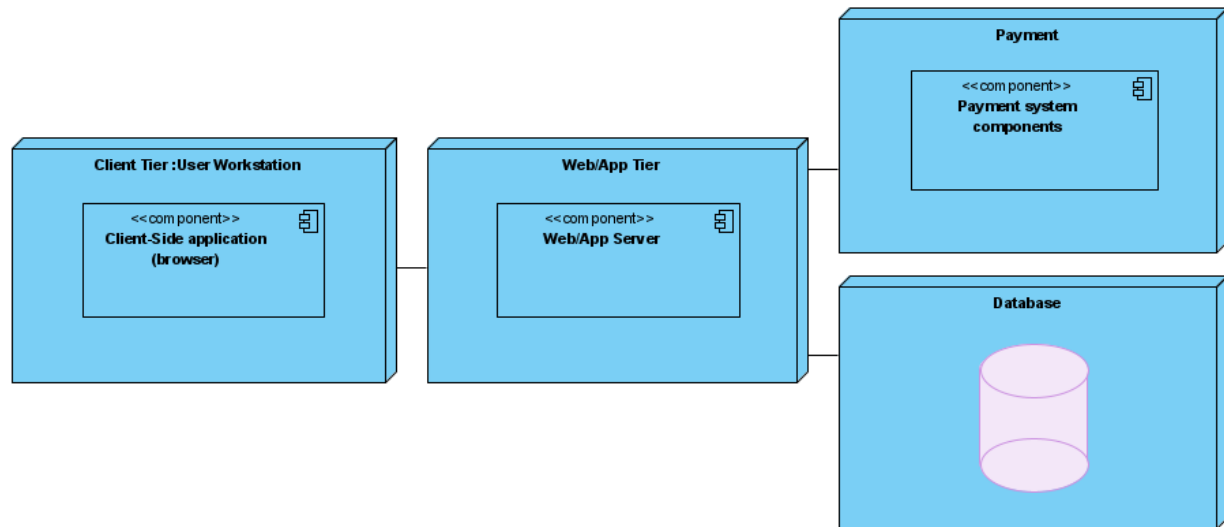 Client Tier :User Workstation
<<component>>
Client-Side application
(browser)
Web/App Tier
<<component>>
Web/App Server
Payment
<<component>>
Payment system
components
Database